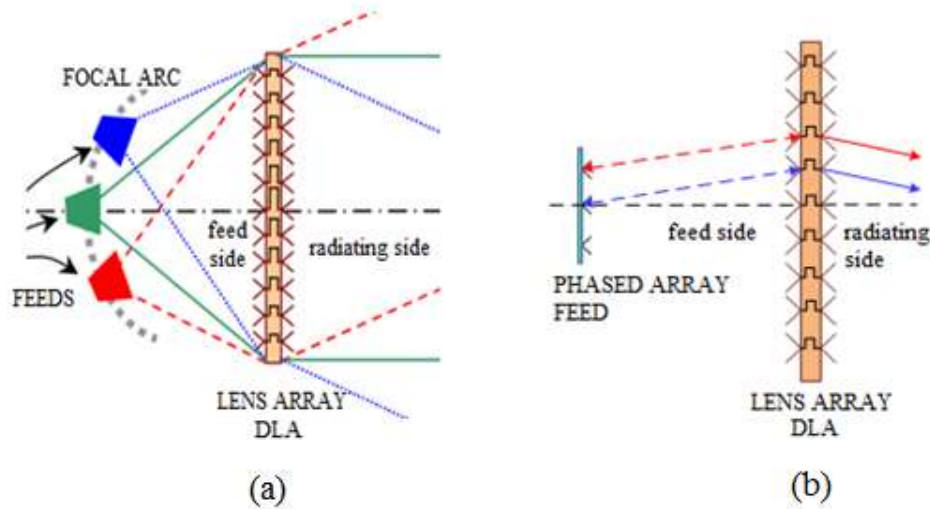 FOCAL ARC
feed
side
radiating side
FEEDS
LENS ARRAY
DLA
(a)
feed side
radiating
side
PHASED ARRAY
FEED
LENS ARRAY
DLA
(b)